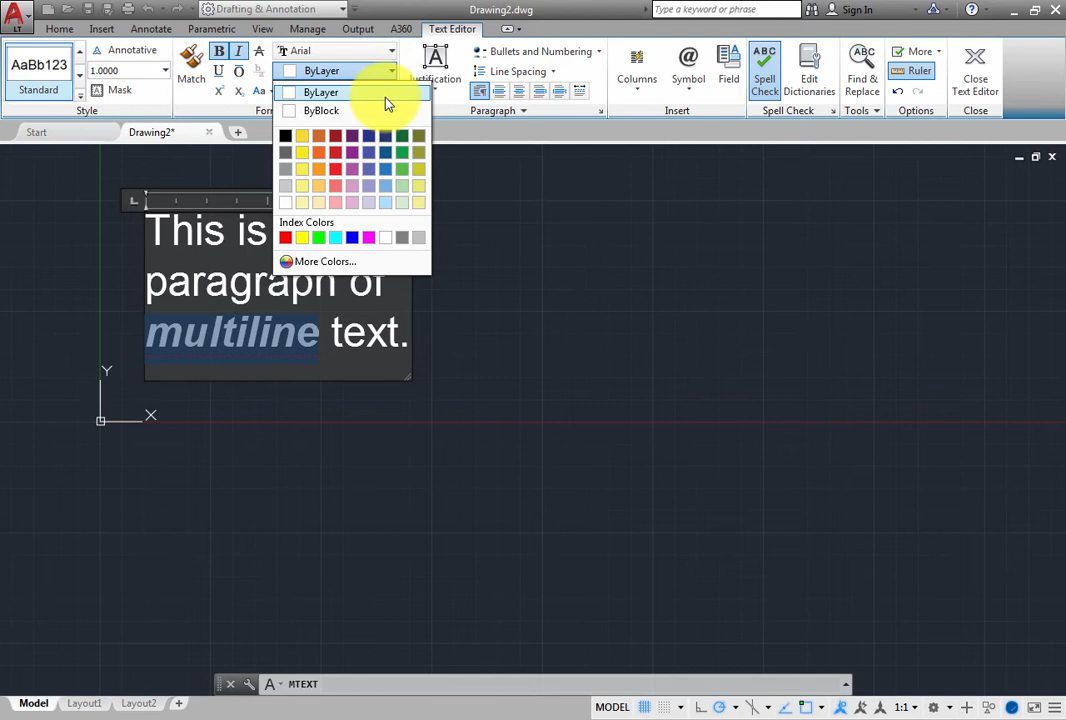 Drafting & Annotation
Drawing2.dwg
Type a keyword or phrase
Sign In
LT
Home Insert Annotate Parametric View Manage Output A360 Text Editor
AaBb123
Standard
Annotative
1.0000
Mask
Style
Match
B I A
U O
Aa
Arial
ByLayer
ByLayer
ByBlock
Index Colors
More Colors...
A
Bullets and Numbering
Line Spacing
Paragraph
Columns
@
Symbol
Field
Insert
ABC
Spell
Check
Edit
Dictionaries
Spell Check
A
Find &
Replace
More
Ruler
Options
Close
Text Editor
Close
Start
Drawing2*
L
This is
paragraph of
multiline text.
Y
X
A MTEXT
Model Layout1 Layout2
MODEL
1:1